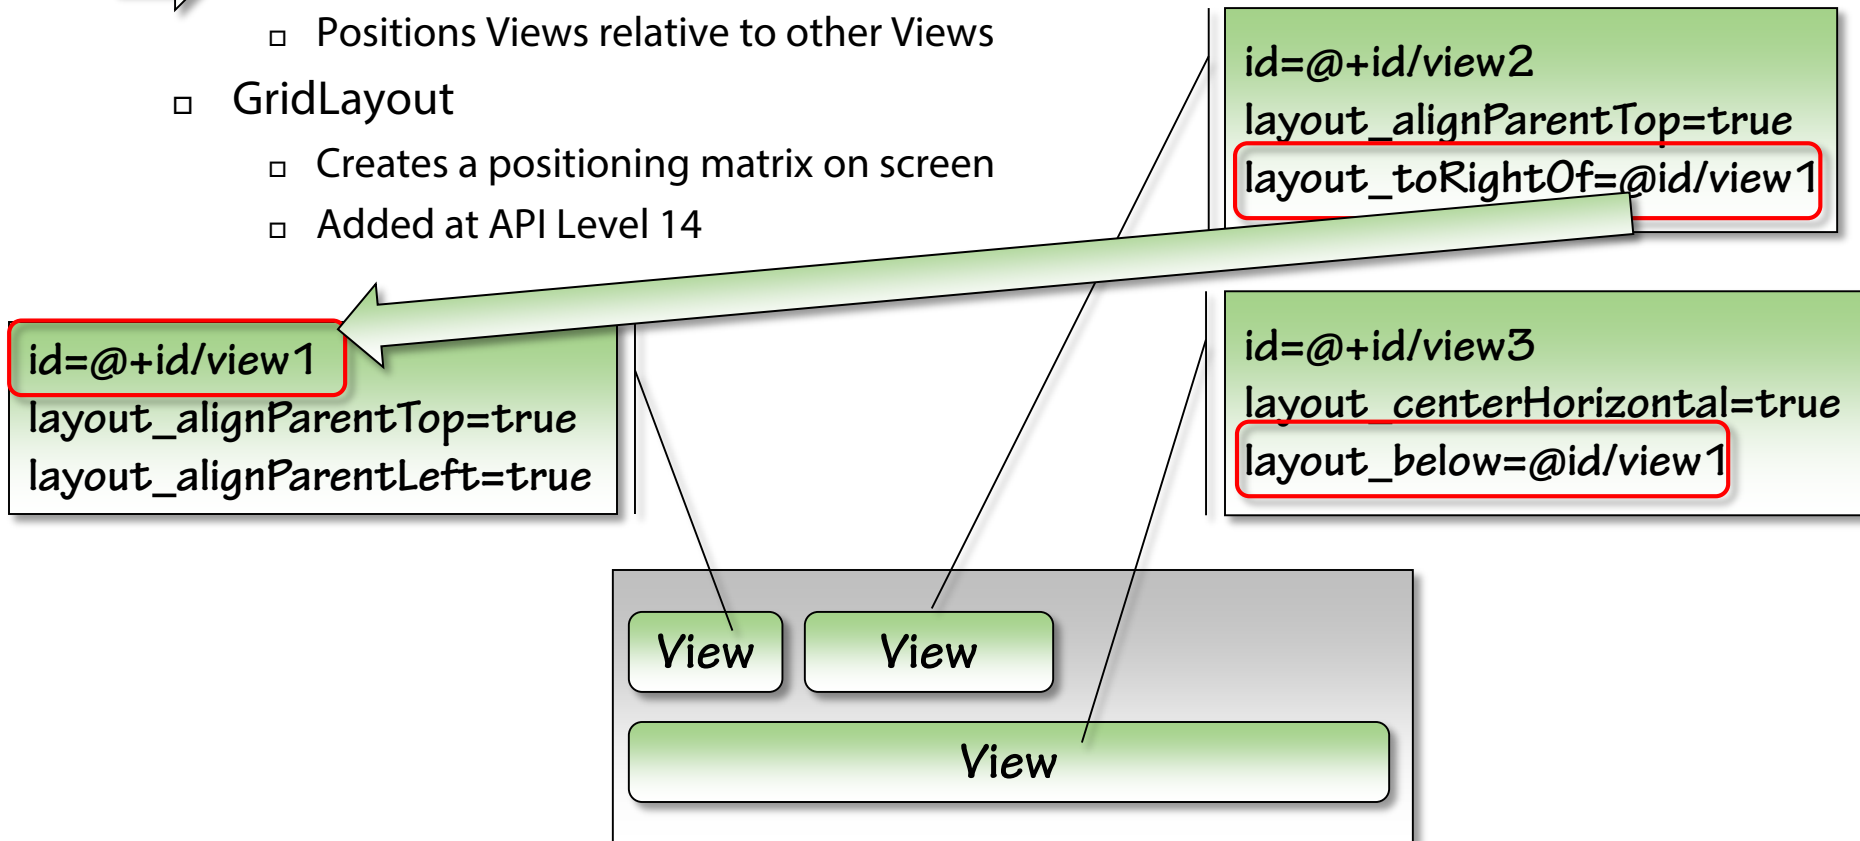 Positions Views relative to other Views
GridLayout
Creates a positioning matrix on screen
Added at API Level 14
id=@+id/view2
layout_alignParentTop=true
layout_toRightOf=@id/view1
id=@+id/view1
layout_alignParentTop=true
layout_alignParentLeft=true
id=@+id/view3
layout_centerHorizontal=true
layout_below=@id/view1
View
View
View